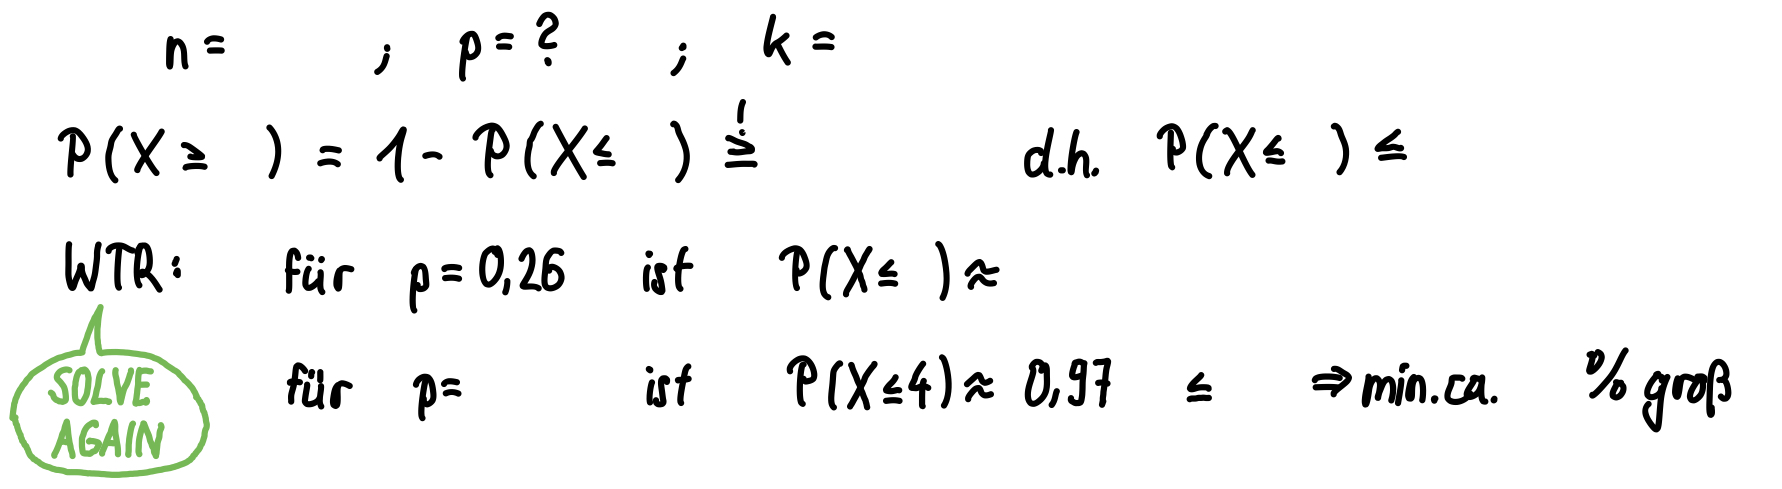 n = ; p = ? ; k =
P(X ≥ ) = 1 - P(X ≤ ) ≥! d.h. P(X ≤ ) ≤
WTR: für p = 0,26 ist P(X ≤ ) ≈
für p = ist P(X ≤ 4) ≈ 0,97 ≤ ⇒ min. ca. % groß
SOLVE
AGAIN